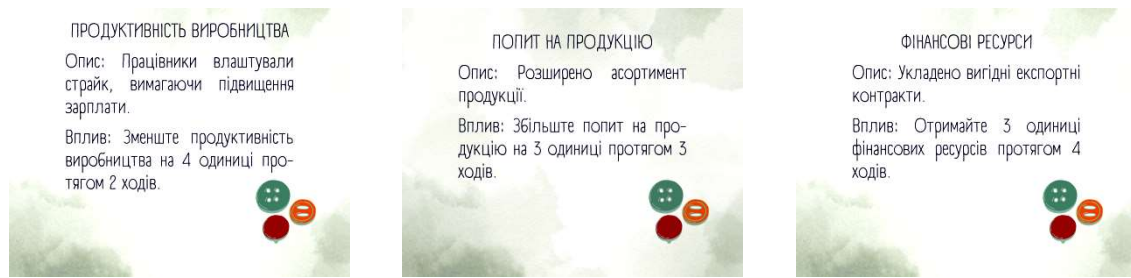 ПРОДУКТИВНІСТЬ ВИРОБНИЦТВА
Опис: Працівники влаштували
страйк, вимагаючи підвищення
зарплати.
Вплив: Зменште продуктивність
виробництва на 4 одиниці про-
тягом 2 ходів.
ПОПИТ НА ПРОДУКЦІЮ
Опис: Розширено асортимент
продукції.
Вплив: Збільште попит на про-
дукцію на 3 одиниці протягом 3
ходів.
ФІНАНСОВІ РЕСУРСИ
Опис: Укладено вигідні експортні
контракти.
Вплив: Отримайте 3 одиниці
фінансових ресурсів протягом 4
ходів.